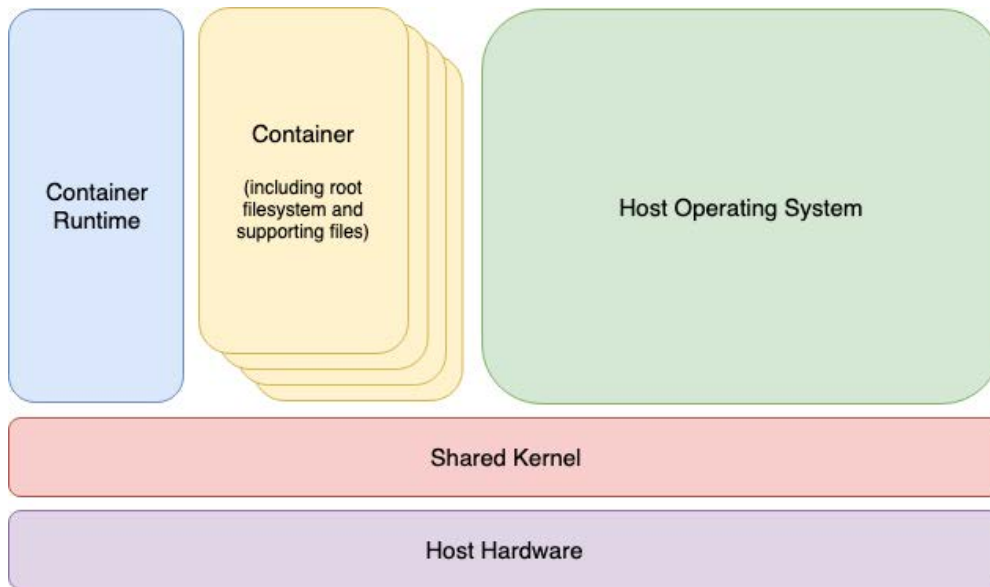 Container
Runtime
Container
(including root
filesystem and
supporting files)
Host Operating System
Shared Kernel
Host Hardware